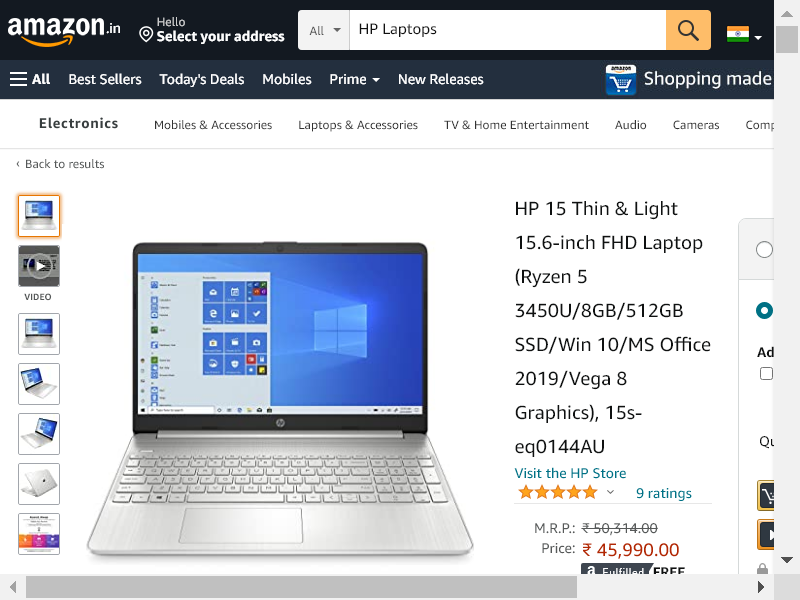 amazon.in
Hello
Select your address
All
HP Laptops
All
Best Sellers
Today's Deals
Mobiles
Prime
New Releases
amazon
Shopping made
Electronics
Mobiles & Accessories
Laptops & Accessories
TV & Home Entertainment
Audio
Cameras
Comp
‹ Back to results
VIDEO
HP 15 Thin & Light
15.6-inch FHD Laptop
(Ryzen 5
3450U/8GB/512GB
SSD/Win 10/MS Office
2019/Vega 8
Graphics), 15s-
eq0144AU
Visit the HP Store
9 ratings
M.R.P.: ₹ 50,314.00
Price: ₹ 45,990.00
a Fulfilled FREE
Ad
Qu
hp